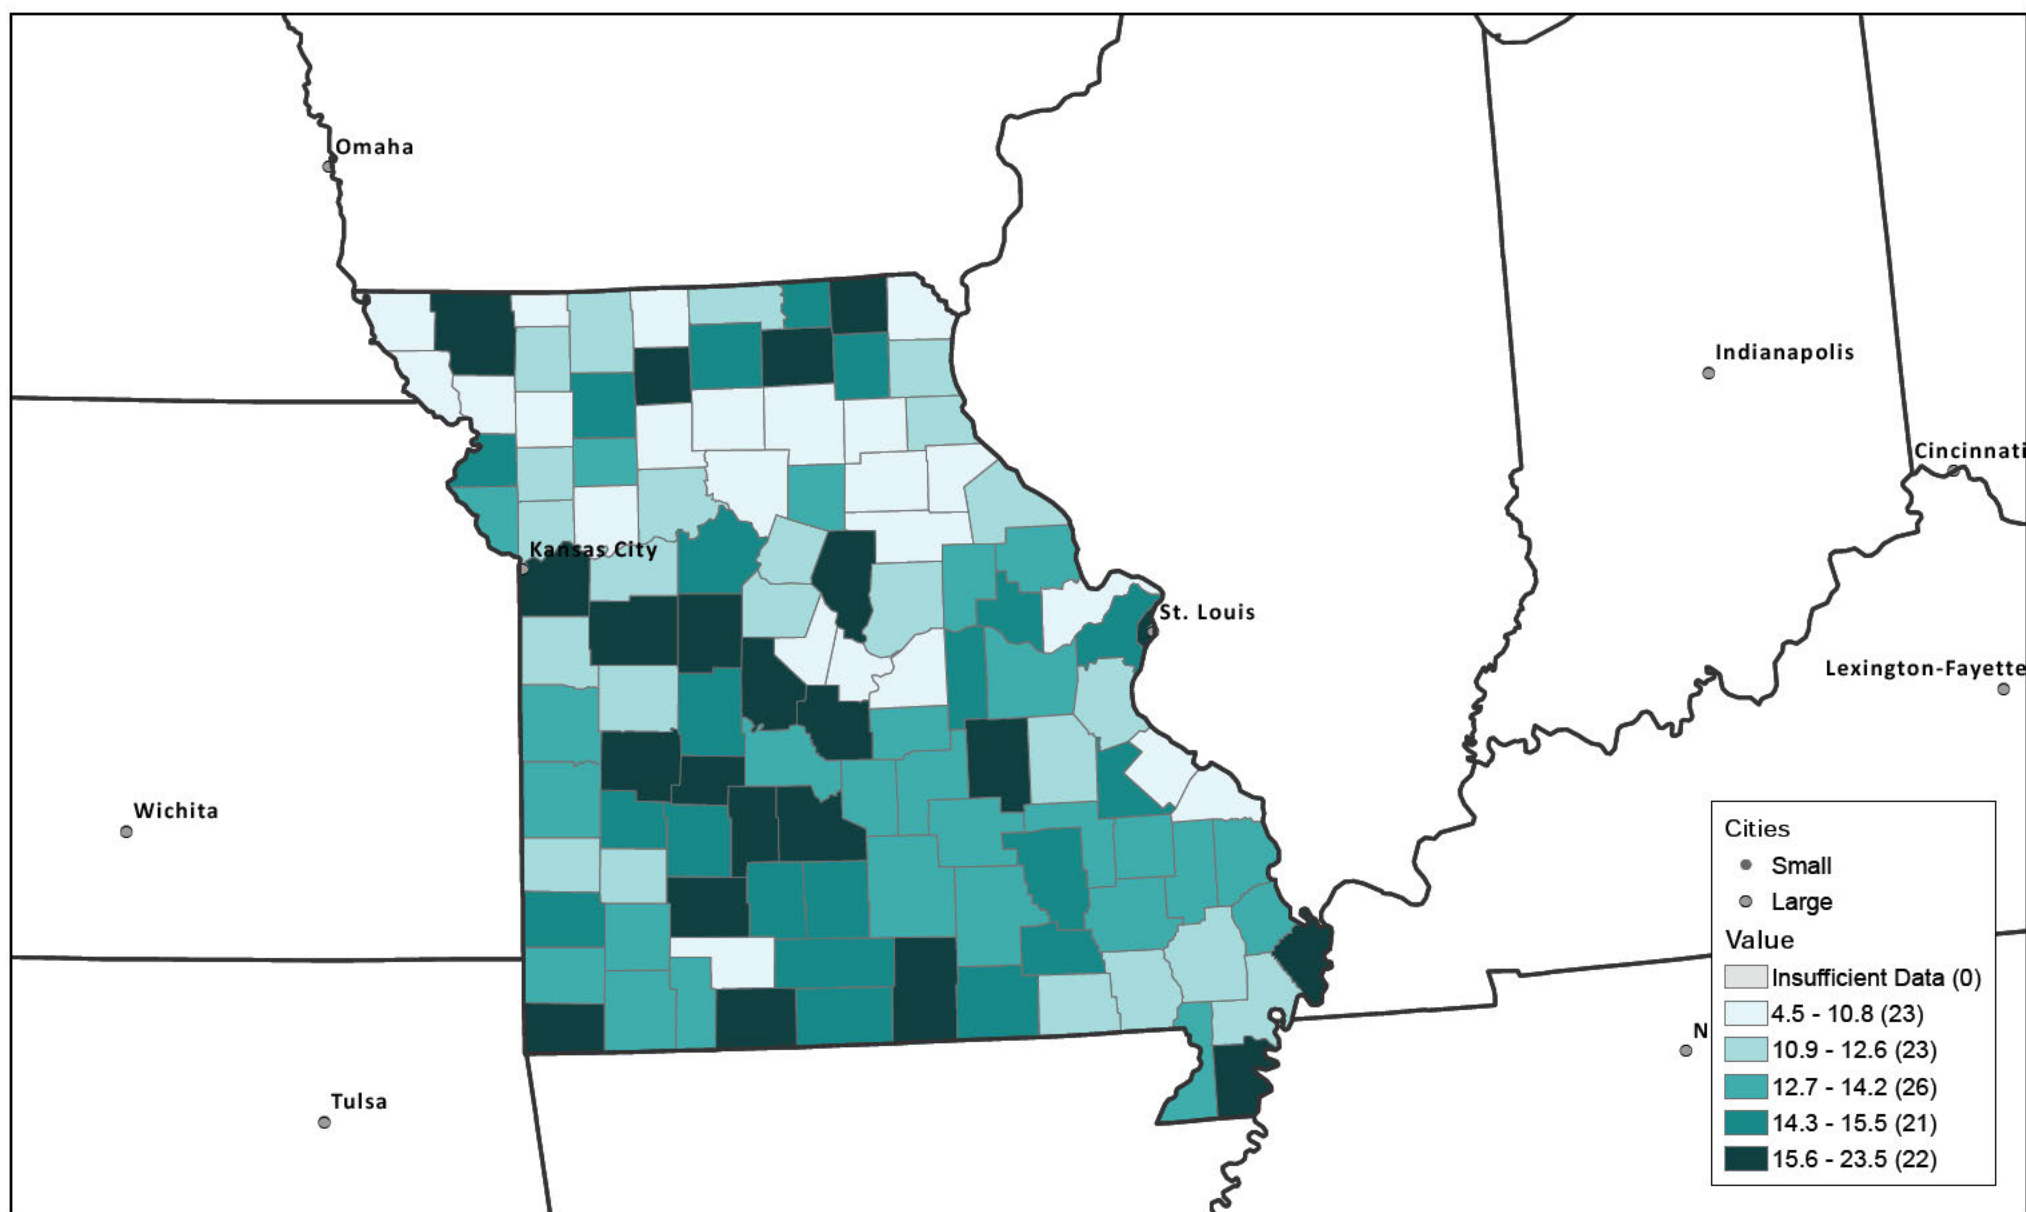 Omaha
Indianapolis
Cincinnati
Kansas City
St. Louis
Lexington-Fayette
Wichita
Cities
Small
Large
Value
Insufficient Data (0)
4.5 - 10.8 (23)
N
10.9 - 12.6 (23)
12.7 - 14.2 (26)
Tulsa
14.3 - 15.5 (21)
15.6 - 23.5 (22)